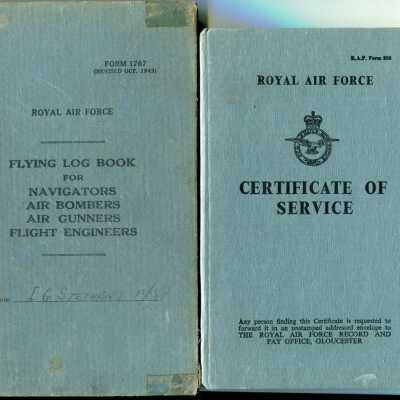 FORM 1767
(REVISED OCT. 1943)
ROYAL AIR FORCE
FLYING LOG BOOK
FOR
NAVIGATORS
AIR BOMBERS
AIR GUNNERS
FLIGHT ENGINEERS
R.A.F. Form
ROYAL AIR FORCE
CERTIFICATE OF
SERVICE
Any person finding this Certificate is requested to
forward it in an unstamped addressed envelope to
THE ROYAL AIR FORCE RECORD AND
PAY OFFICE, GLOUCESTER